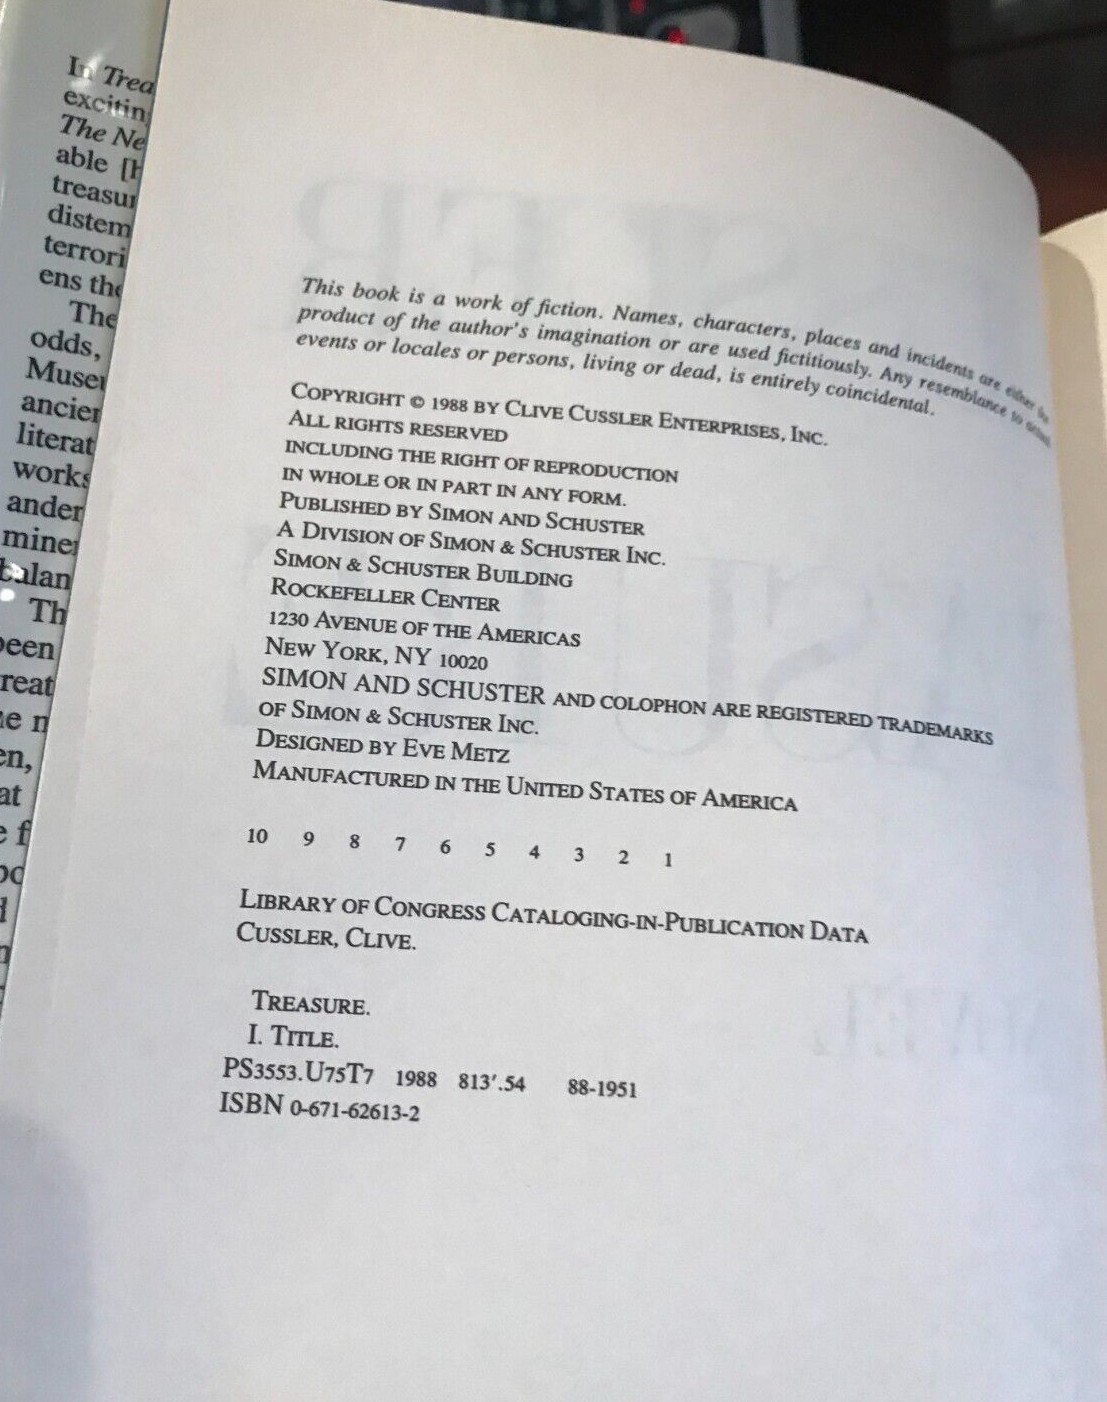 In Trea
exciting
The Ne
able [h
treasur
distem
terrori
ens the
The
odds,
Museu
ancien
literat
works
ander
miner
balan
Th
been
reat
ne n
en,
at
e f
This book is a work of fiction. Names, characters, places and incidents are either the
product of the author's imagination or are used fictitiously. Any resemblance to actual
events or locales or persons, living or dead, is entirely coincidental.
COPYRIGHT © 1988 BY CLIVE CUSSLER ENTERPRISES, INC.
ALL RIGHTS RESERVED
INCLUDING THE RIGHT OF REPRODUCTION
IN WHOLE OR IN PART IN ANY FORM.
PUBLISHED BY SIMON AND SCHUSTER
A DIVISION OF SIMON & SCHUSTER INC.
SIMON & SCHUSTER BUILDING
ROCKEFELLER CENTER
1230 AVENUE OF THE AMERICAS
NEW YORK, NY 10020
SIMON AND SCHUSTER AND COLOPHON ARE REGISTERED TRADEMARKS
OF SIMON & SCHUSTER INC.
DESIGNED BY EVE METZ
MANUFACTURED IN THE UNITED STATES OF AMERICA
10 9 8 7 6 5 4 3 2 1
LIBRARY OF CONGRESS CATALOGING-IN-PUBLICATION DATA
CUSSLER, CLIVE.
TREASURE.
I. TITLE.
PS3553.U75T7 1988 813'.54 88-1951
ISBN 0-671-62613-2